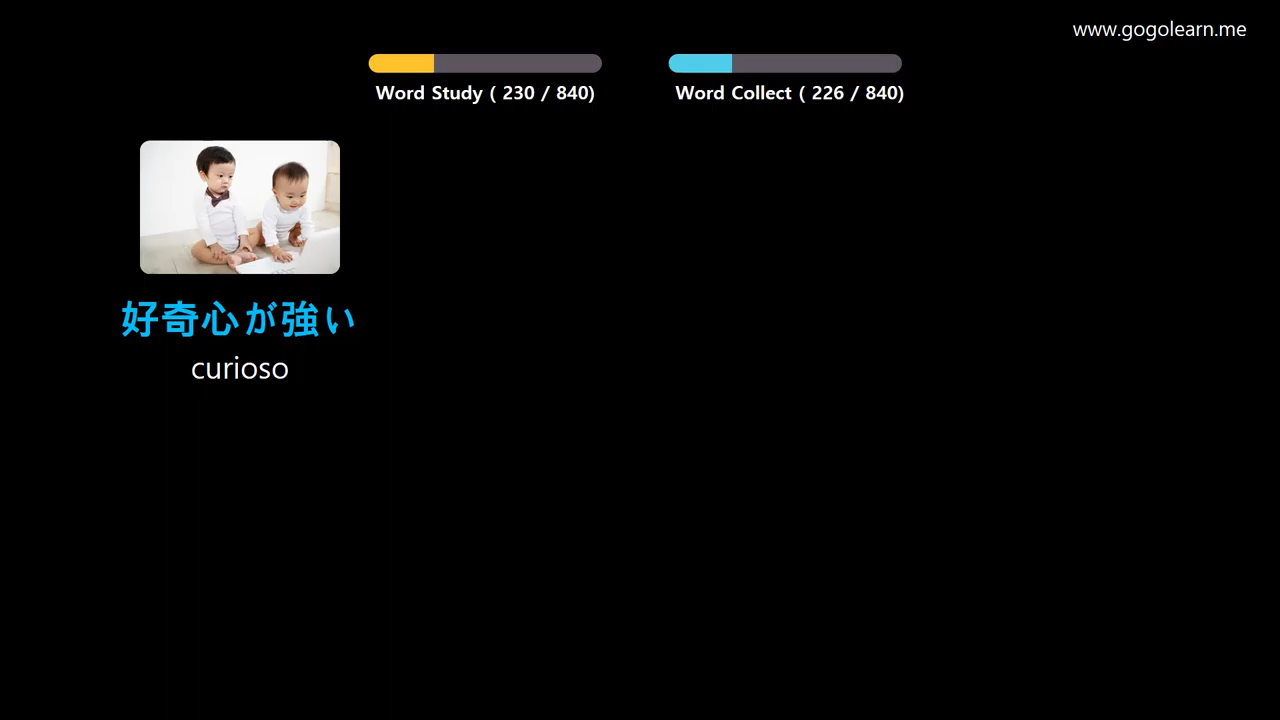 www.gogolearn.me
Word Study ( 230 / 840)
Word Collect ( 226 / 840)
好奇心が強い
curioso